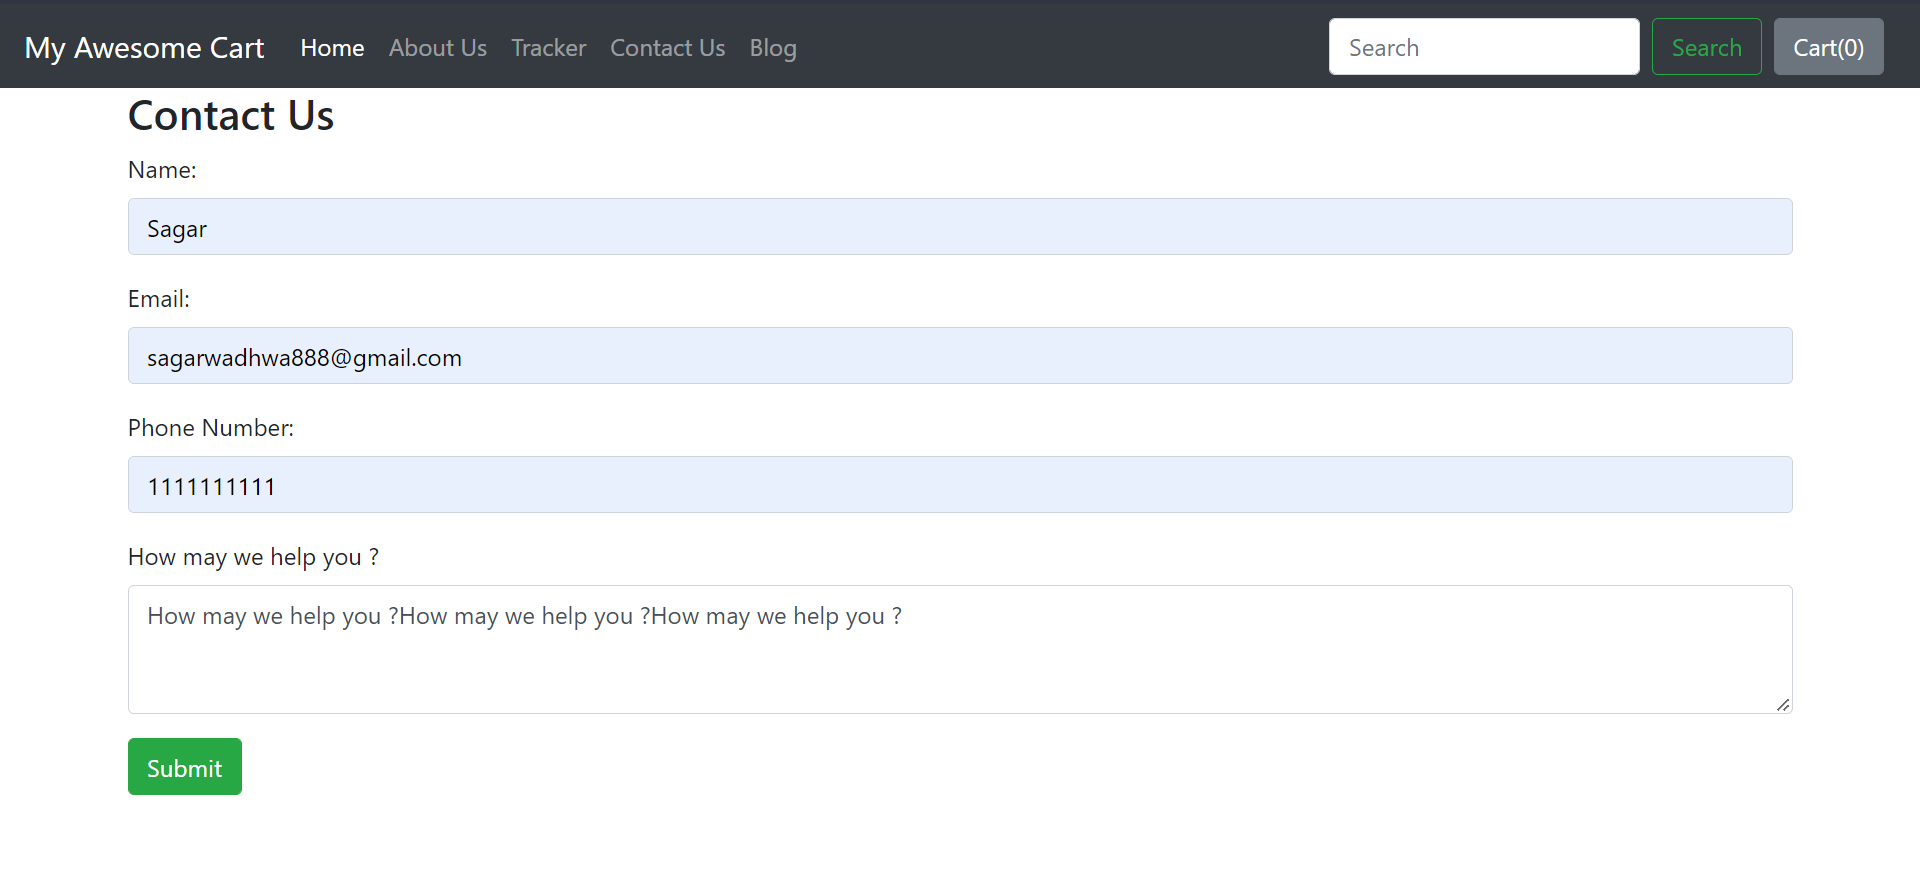 My Awesome Cart Home About Us Tracker Contact Us Blog Search Search Cart(0)
Contact Us
Name:
Sagar
Email:
sagarwadhwa888@gmail.com
Phone Number:
1111111111
How may we help you ?
How may we help you ?How may we help you ?How may we help you ?
Submit